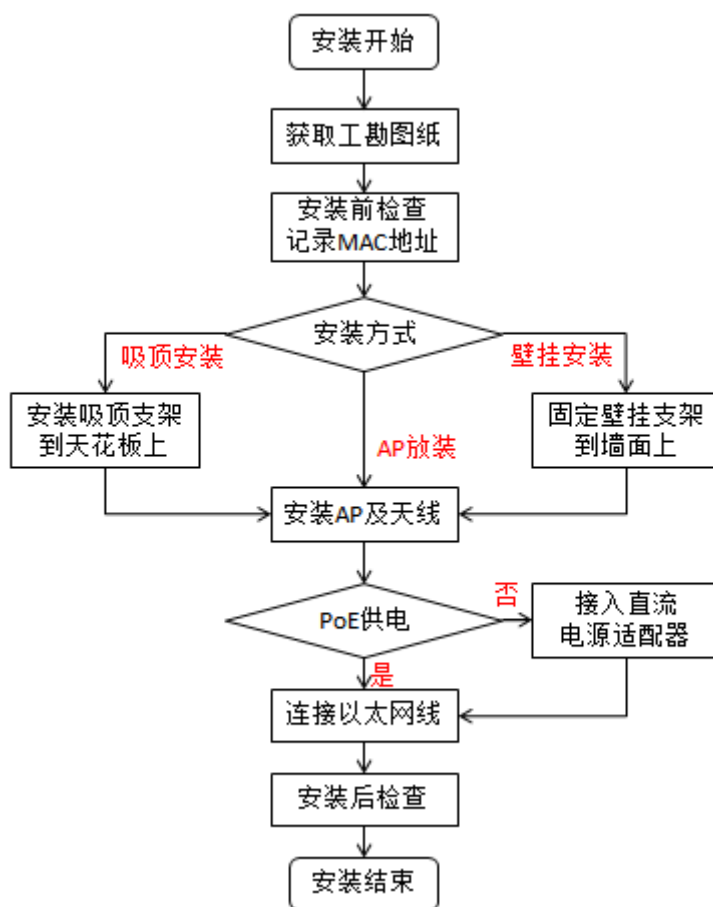 安装开始
获取工勘图纸
安装前检查
记录MAC地址
安装方式
吸顶安装
壁挂安装
安装吸顶支架
到天花板上
AP放装
固定壁挂支架
到墙面上
安装AP及天线
PoE供电
否
接入直流
电源适配器
是
连接以太网线
安装后检查
安装结束